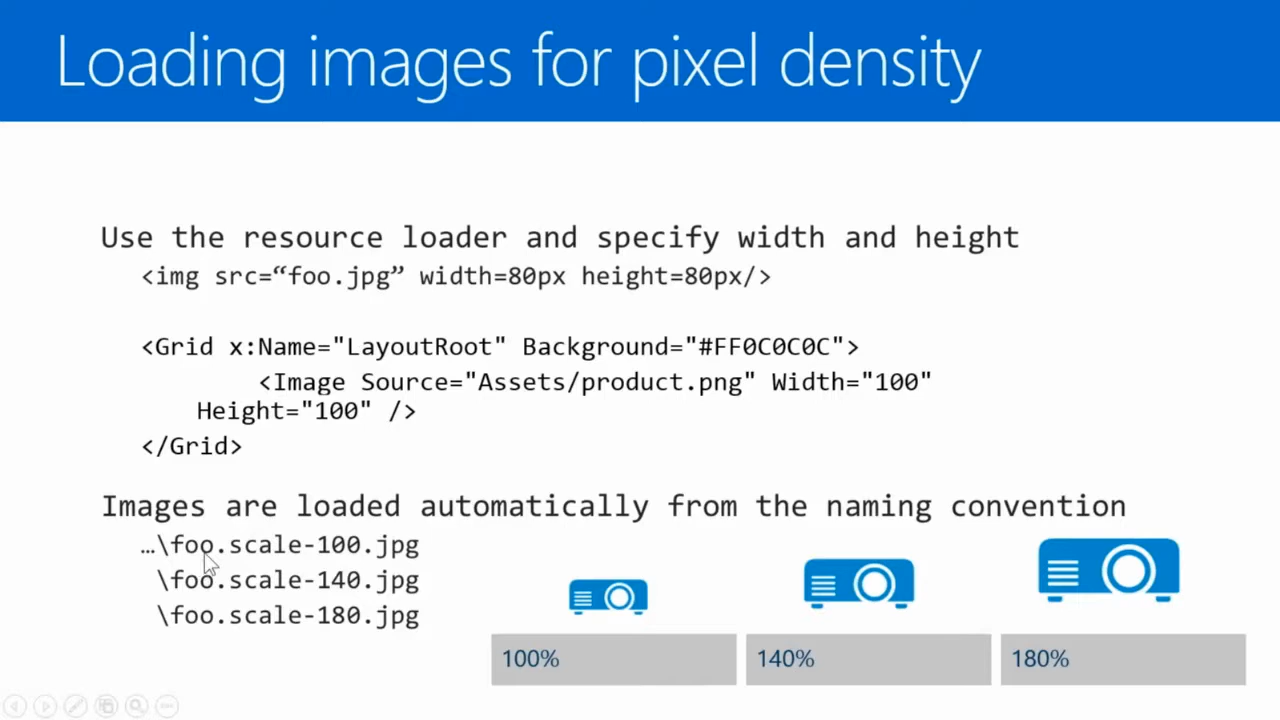 Loading images for pixel density
Use the resource loader and specify width and height
<img src=“foo.jpg” width=80px height=80px/>
<Grid x:Name="LayoutRoot" Background="#FF0C0C0C">
<Image Source="Assets/product.png" Width="100"
Height="100" />
</Grid>
Images are loaded automatically from the naming convention
…\foo.scale-100.jpg
\foo.scale-140.jpg
\foo.scale-180.jpg
100%
140%
180%